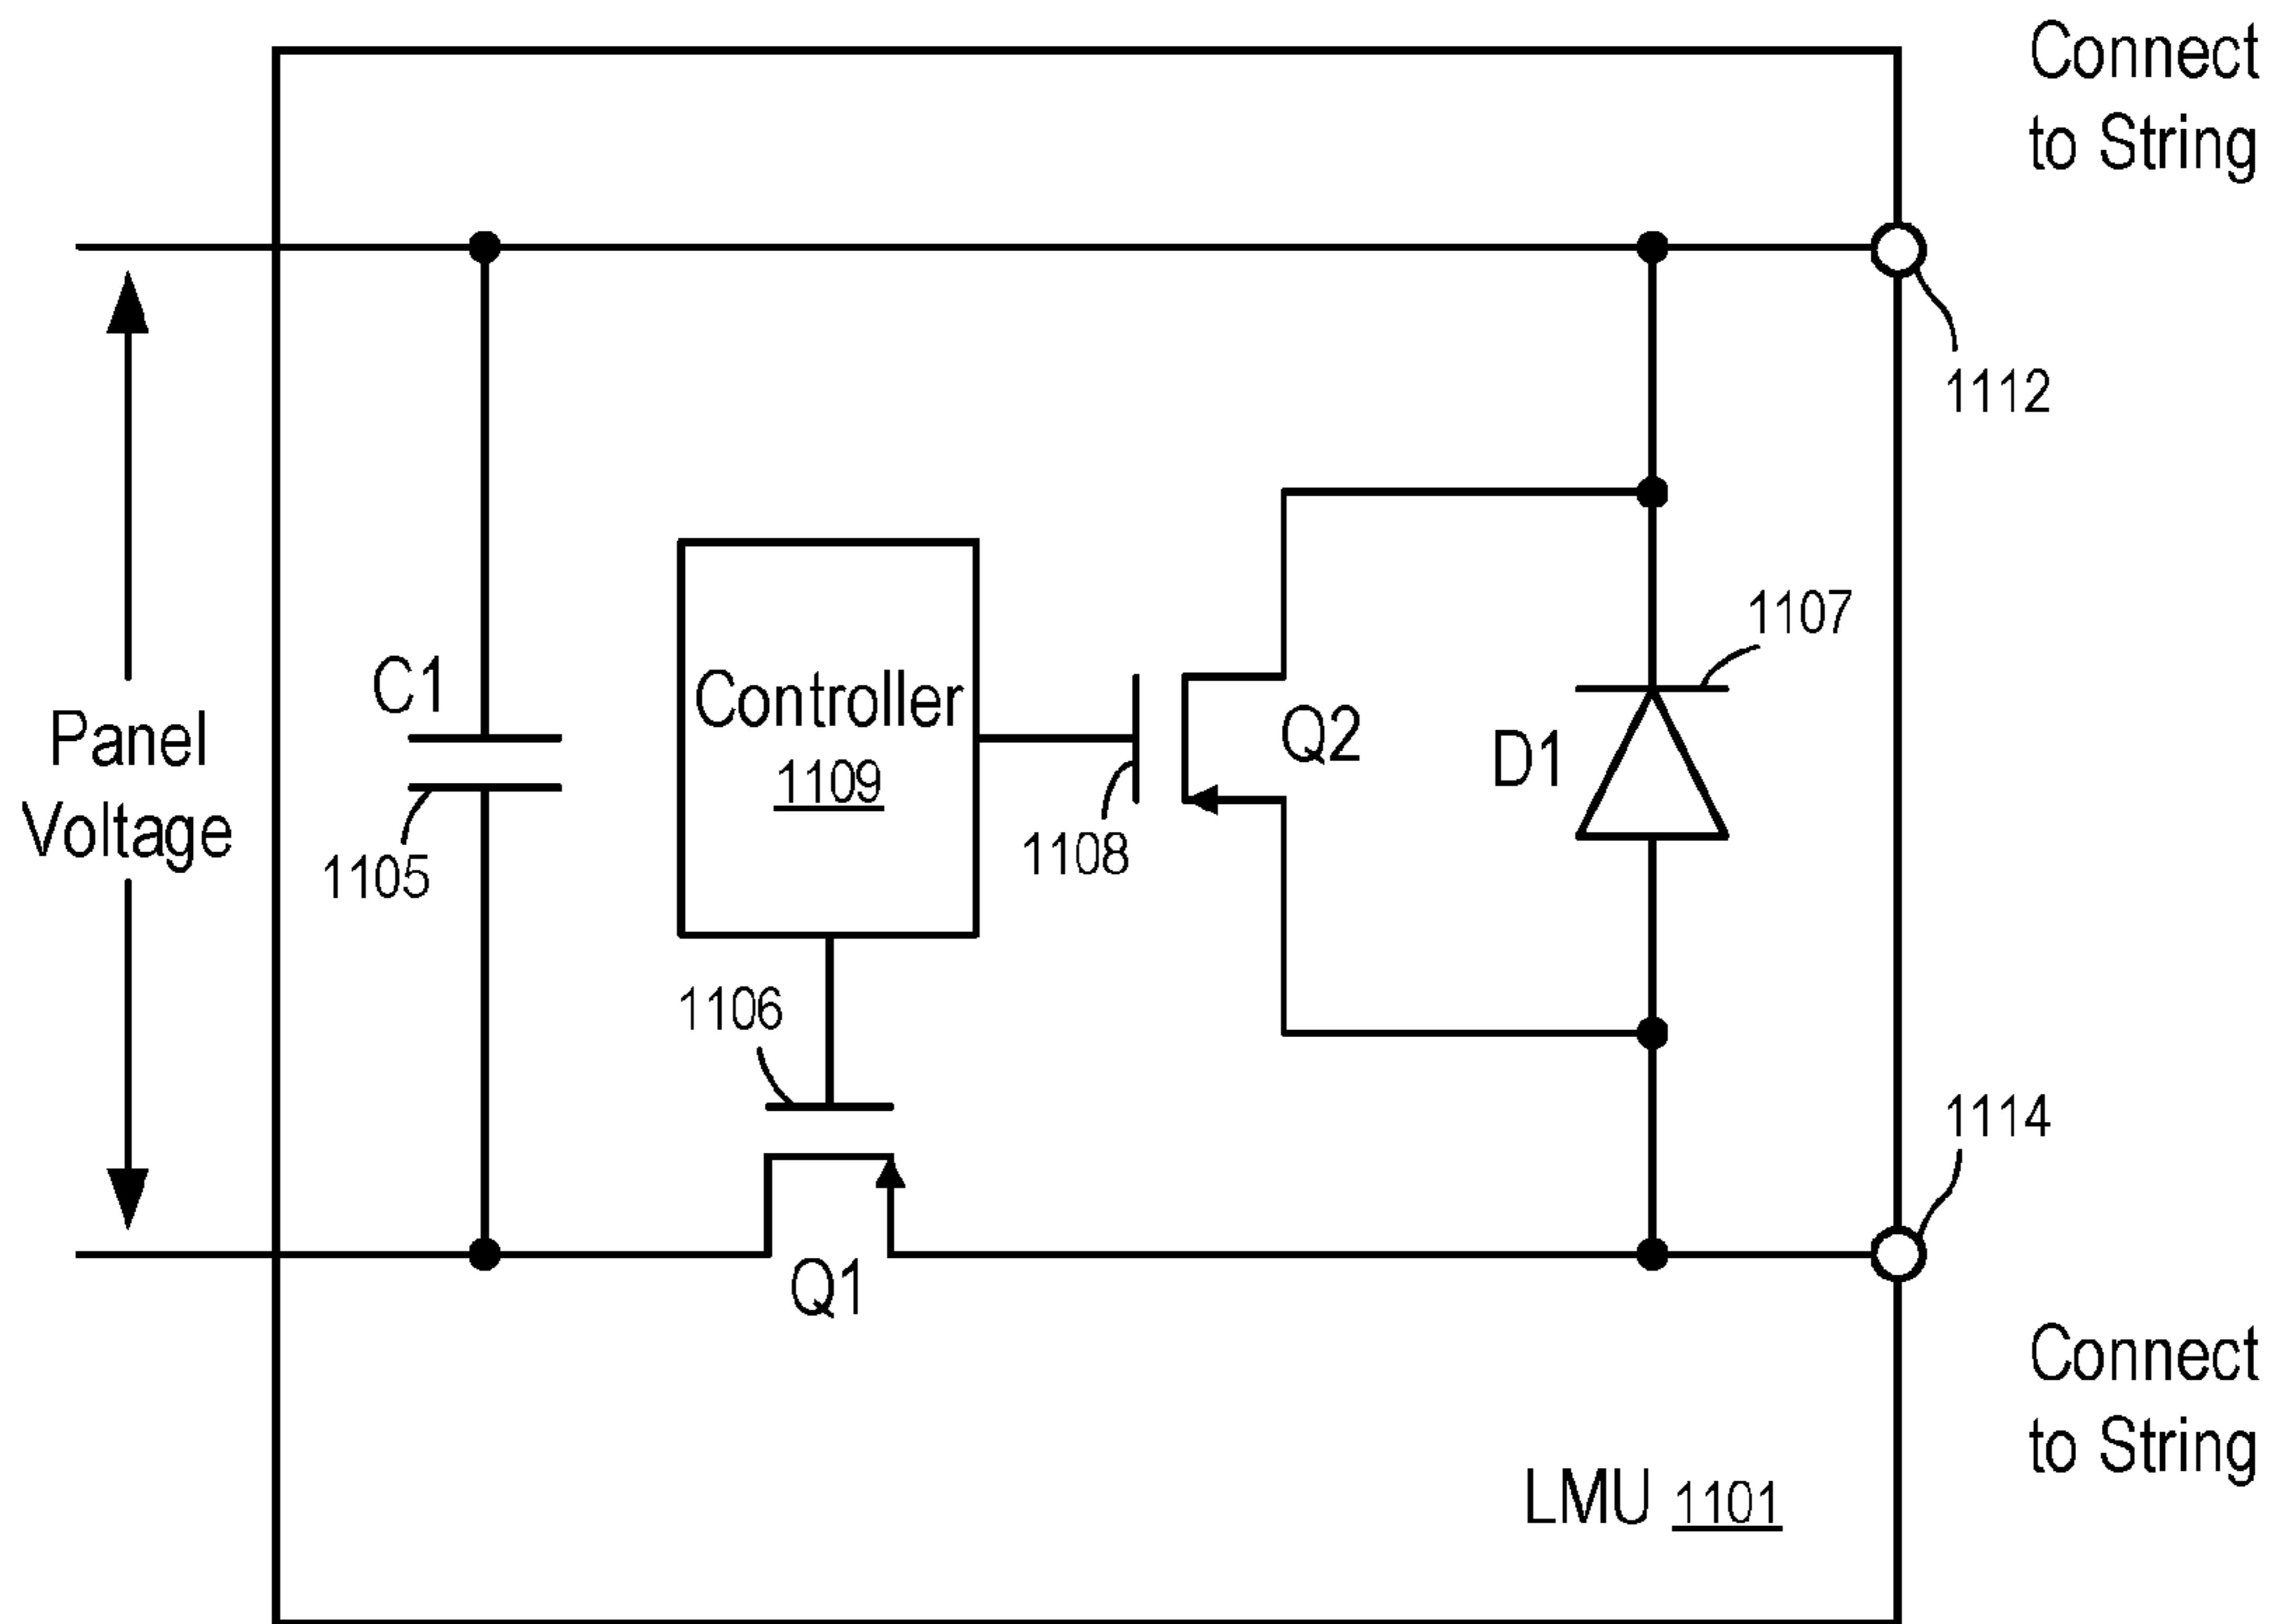 Connect
to String
1112
1107
C1
Controller
1109
Q2
D1
Panel
Voltage
1105
1108
1106
1114
Q1
Connect
to String
LMU 1101